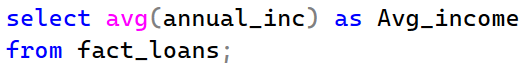 select avg(annual_inc) as Avg_income
from fact_loans;